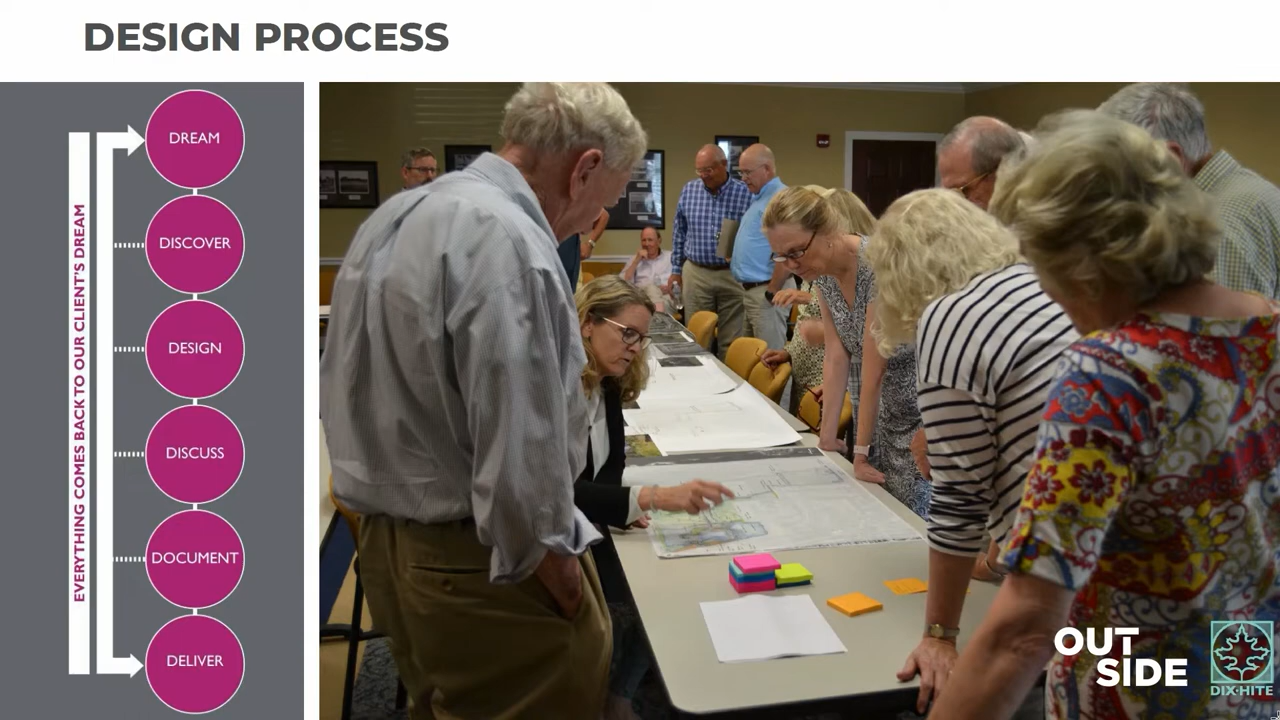 DESIGN PROCESS
EVERYTHING COMES BACK TO OUR CLIENT'S DREAM
DREAM
DISCOVER
DESIGN
DISCUSS
DOCUMENT
DELIVER
OUT
SIDE
DIX·HITE